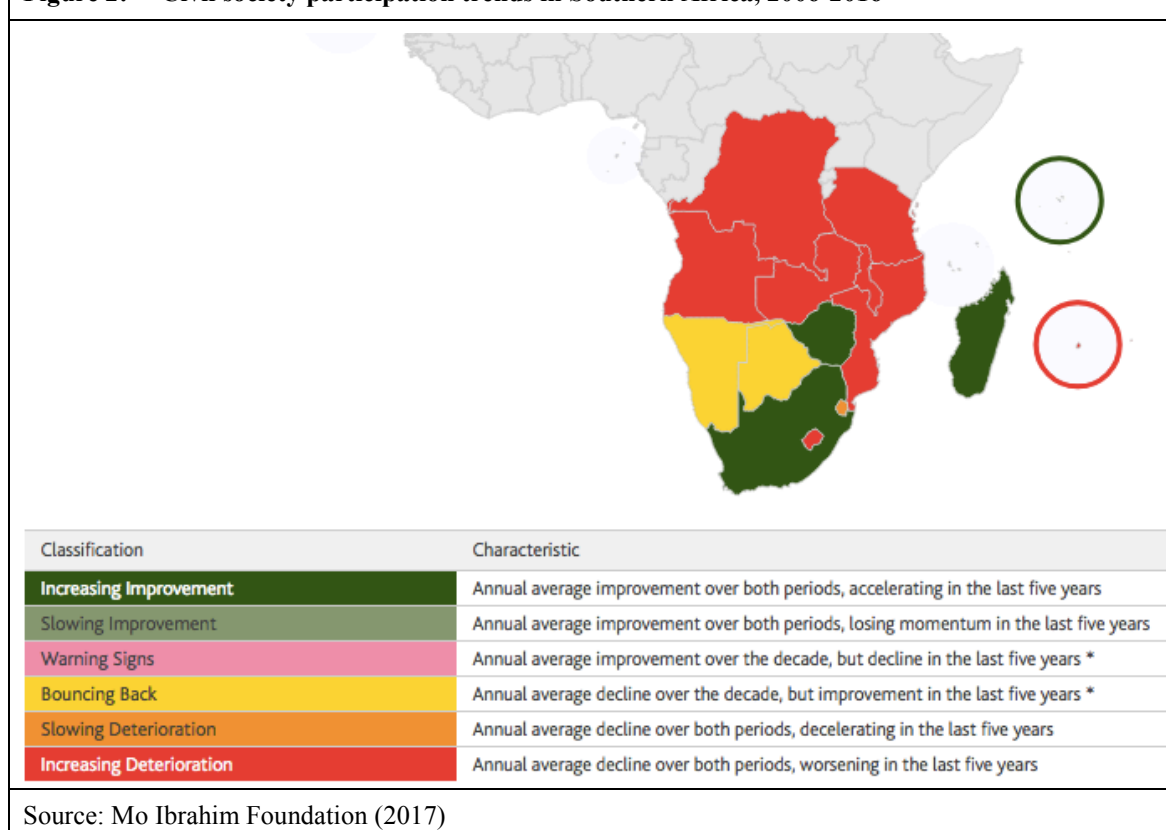 Classification Characteristic
Increasing Improvement Annual average improvement over both periods, accelerating in the last five years
Slowing Improvement Annual average improvement over both periods, losing momentum in the last five years
Warning Signs Annual average improvement over the decade, but decline in the last five years *
Bouncing Back Annual average decline over the decade, but improvement in the last five years *
Slowing Deterioration Annual average decline over both periods, decelerating in the last five years
Increasing Deterioration Annual average decline over both periods, worsening in the last five years
Source: Mo Ibrahim Foundation (2017)